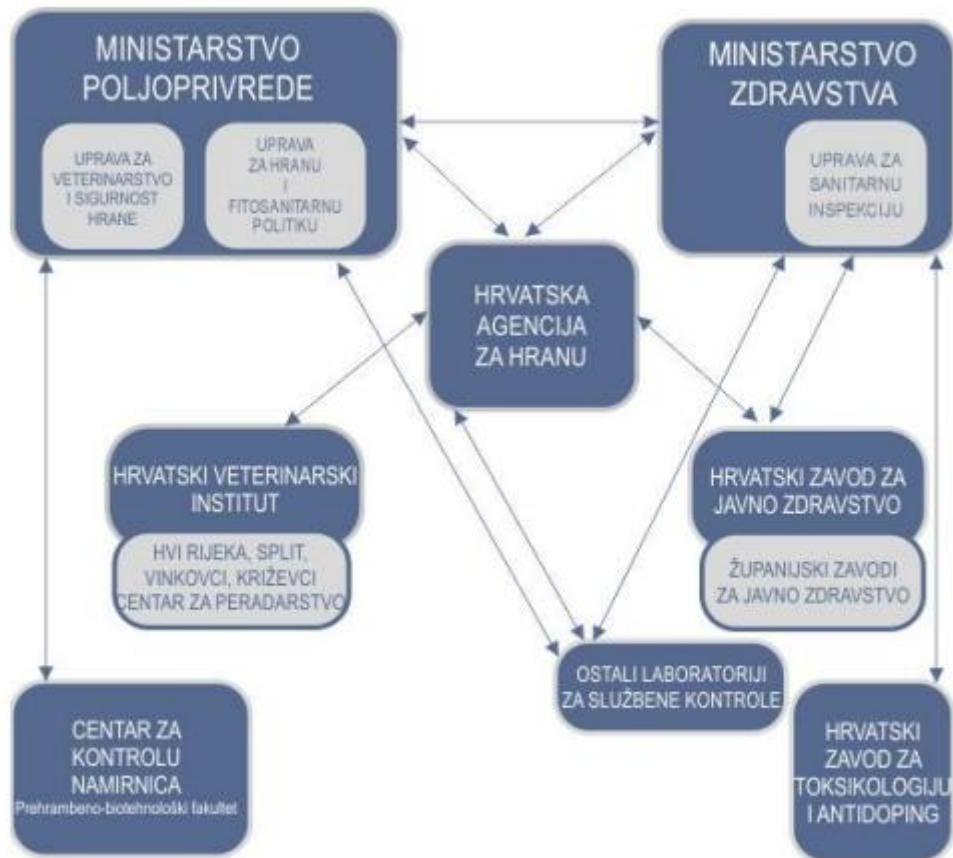 MINISTARSTVO
POLJOPRIVREDE
UPRAVA ZA
VETERINARSTVO
I SIGURNOST
HRANE
UPRAVA
ZA HRANU
I
FITOSANITARNU
POLITIKU
MINISTARSTVO
ZDRAVSTVA
UPRAVA ZA
SANITARNU
INSPEKCIJU
HRVATSKA
AGENCIJA
ZA HRANU
HRVATSKI VETERINARSKI
INSTITUT
HVI RIJEKA, SPLIT,
VINKOVCI, KRIŽEVCI
CENTAR ZA PERADARSTVO
HRVATSKI ZAVOD ZA
JAVNO ZDRAVSTVO
ŽUPANIJSKI ZAVODI
ZA JAVNO ZDRAVSTVO
OSTALI LABORATORIJI
ZA SLUŽBENE KONTROLE
CENTAR ZA
KONTROLU
NAMIRNICA
Prehrambeno-biotehnološki fakultet
HRVATSKI
ZAVOD ZA
TOKSIKOLOGIJU
I ANTIDOPING